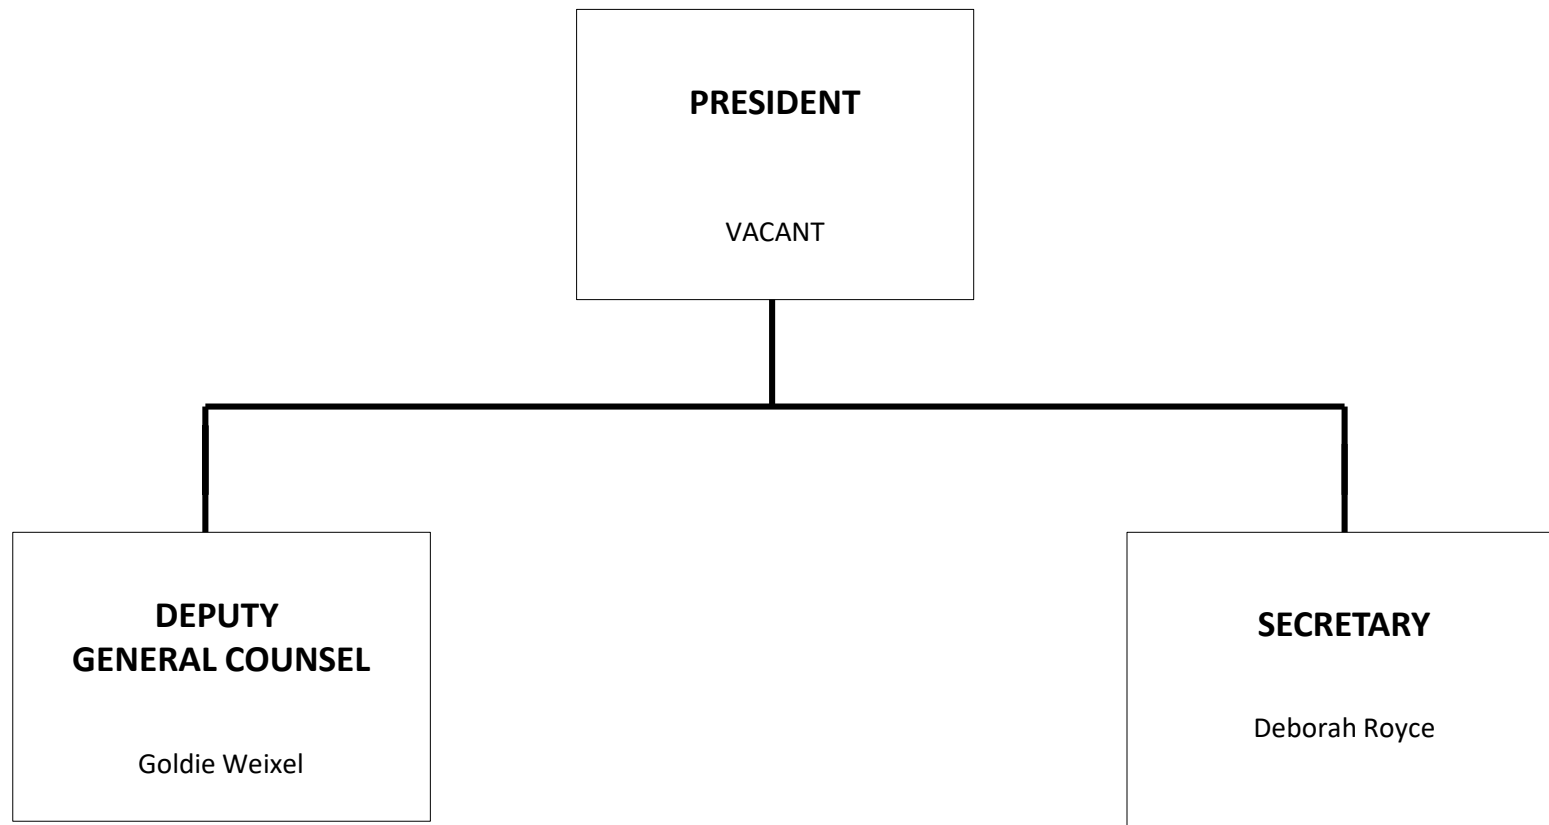 PRESIDENT
VACANT
DEPUTY
GENERAL COUNSEL
Goldie Weixel
SECRETARY
Deborah Royce